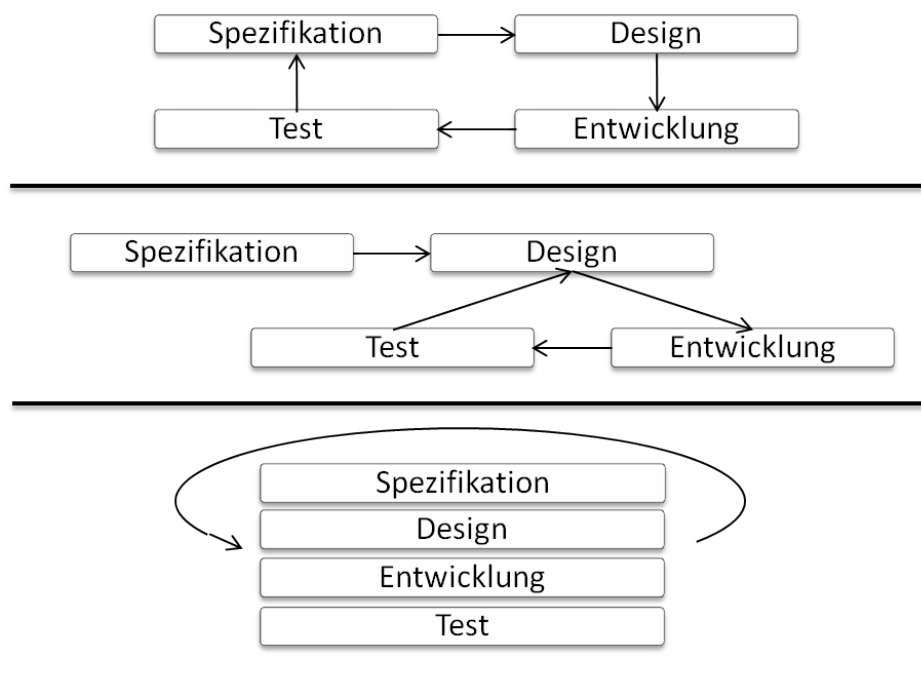 Spezifikation
Design
Test
Entwicklung
Spezifikation
Design
Test
Entwicklung
Spezifikation
Design
Entwicklung
Test